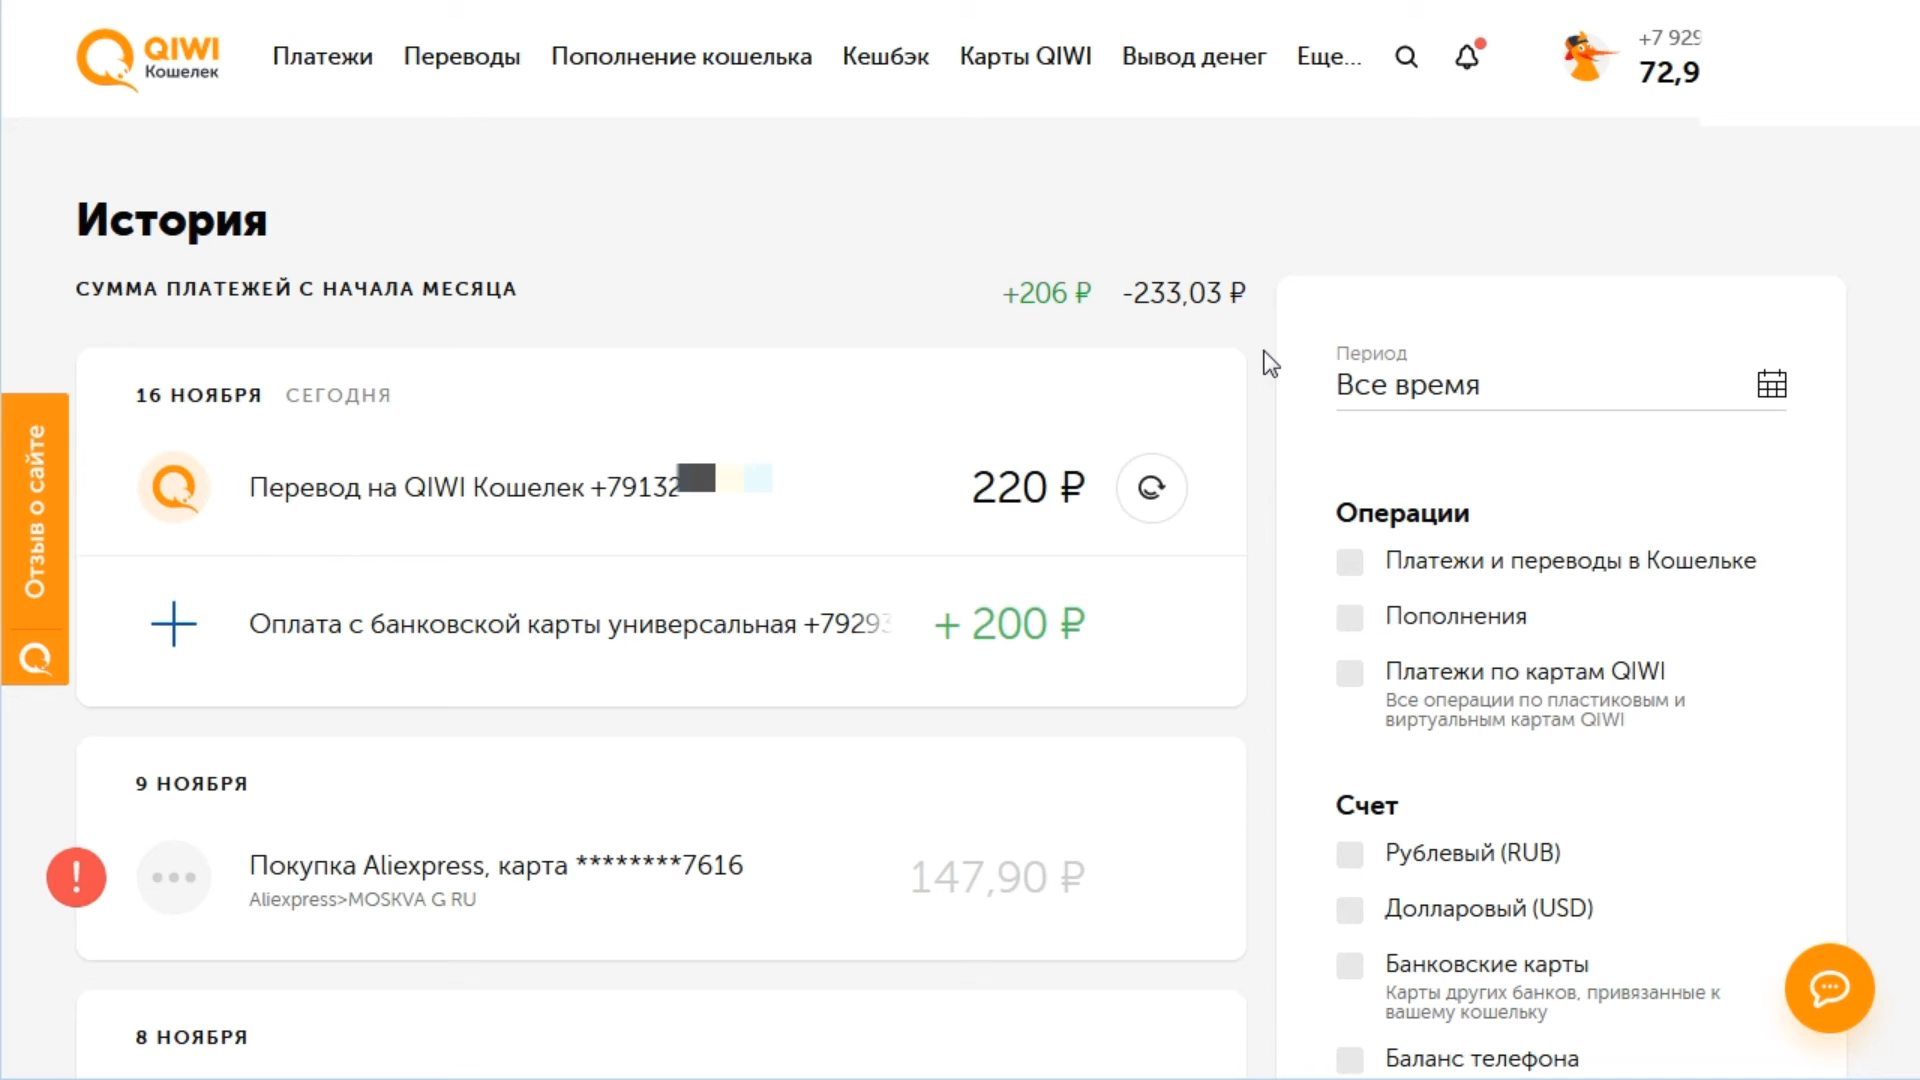 QIWI
Кошелек
Платежи
Переводы
Пополнение кошелька
Кешбэк
Карты QIWI
Вывод денег
Еще...
+7 929
72,9
История
СУММА ПЛАТЕЖЕЙ С НАЧАЛА МЕСЯЦА
+206 ₽
-233,03 ₽
16 НОЯБРЯ СЕГОДНЯ
Перевод на QIWI Кошелек +79132
220 ₽
Оплата с банковской карты универсальная +79293
+ 200 ₽
9 НОЯБРЯ
Покупка Aliexpress, карта ********7616
Aliexpress>MOSKVA G RU
147,90 ₽
8 НОЯБРЯ
Отзыв о сайте
Период
Все время
Операции
Платежи и переводы в Кошельке
Пополнения
Платежи по картам QIWI
Все операции по пластиковым и
виртуальным картам QIWI
Счет
Рублевый (RUB)
Долларовый (USD)
Банковские карты
Карты других банков, привязанные к
вашему кошельку
Баланс телефона